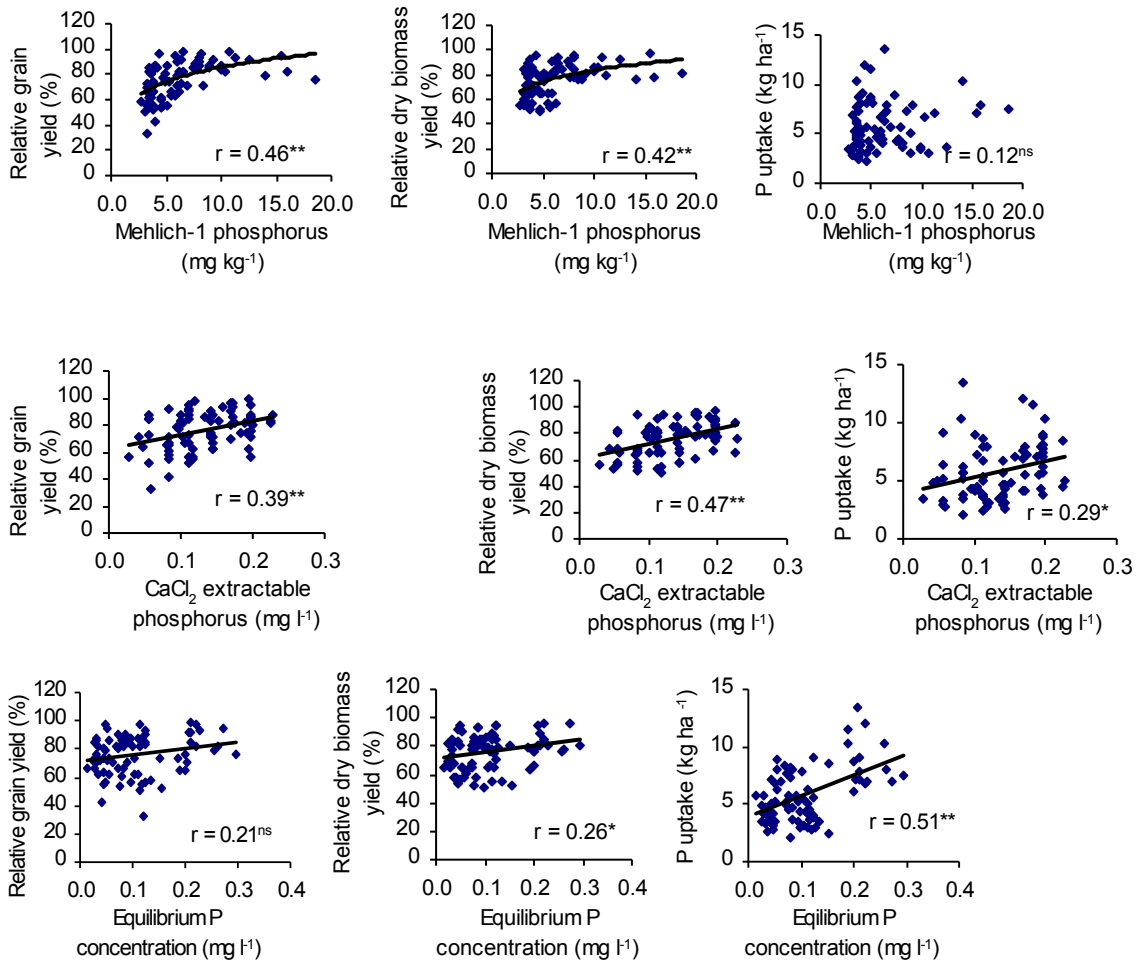 Relative grain
yield (%)
120
100
80
60
40
20
0
r = 0.46**
0.0 5.0 10.0 15.0 20.0
Mehlich-1 phosphorus
(mg kg⁻¹)
Relative dry biomass
yield (%)
120
100
80
60
40
20
0
r = 0.42**
0.0 5.0 10.0 15.0 20.0
Mehlich-1 phosphorus
(mg kg⁻¹)
P uptake (kg ha⁻¹)
15
10
5
0
r = 0.12ⁿˢ
0.0 5.0 10.0 15.0 20.0
Mehlich-1 phosphorus
(mg kg⁻¹)
Relative grain
yield (%)
120
100
80
60
40
20
0
r = 0.39**
0.0 0.1 0.2 0.3
CaCl₂ extractable
phosphorus (mg l⁻¹)
Relative dry biomass
yield (%)
120
100
80
60
40
20
0
r = 0.47**
0.0 0.1 0.2 0.3
CaCl₂ extractable
phosphorus (mg l⁻¹)
P uptake (kg ha⁻¹)
15
10
5
0
r = 0.29*
0.0 0.1 0.2 0.3
CaCl₂ extractable
phosphorus (mg l⁻¹)
Relative grain yield (%)
120
100
80
60
40
20
0
r = 0.21ⁿˢ
0.0 0.1 0.2 0.3 0.4
Equilibrium P
concentration (mg l⁻¹)
Relative dry biomass
yield (%)
120
100
80
60
40
20
0
r = 0.26*
0.0 0.1 0.2 0.3 0.4
Equilibrium P
concentration (mg l⁻¹)
P uptake (kg ha ⁻¹)
15
10
5
0
r = 0.51**
0.0 0.1 0.2 0.3 0.4
Eqilibrium P
concentration (mg l⁻¹)